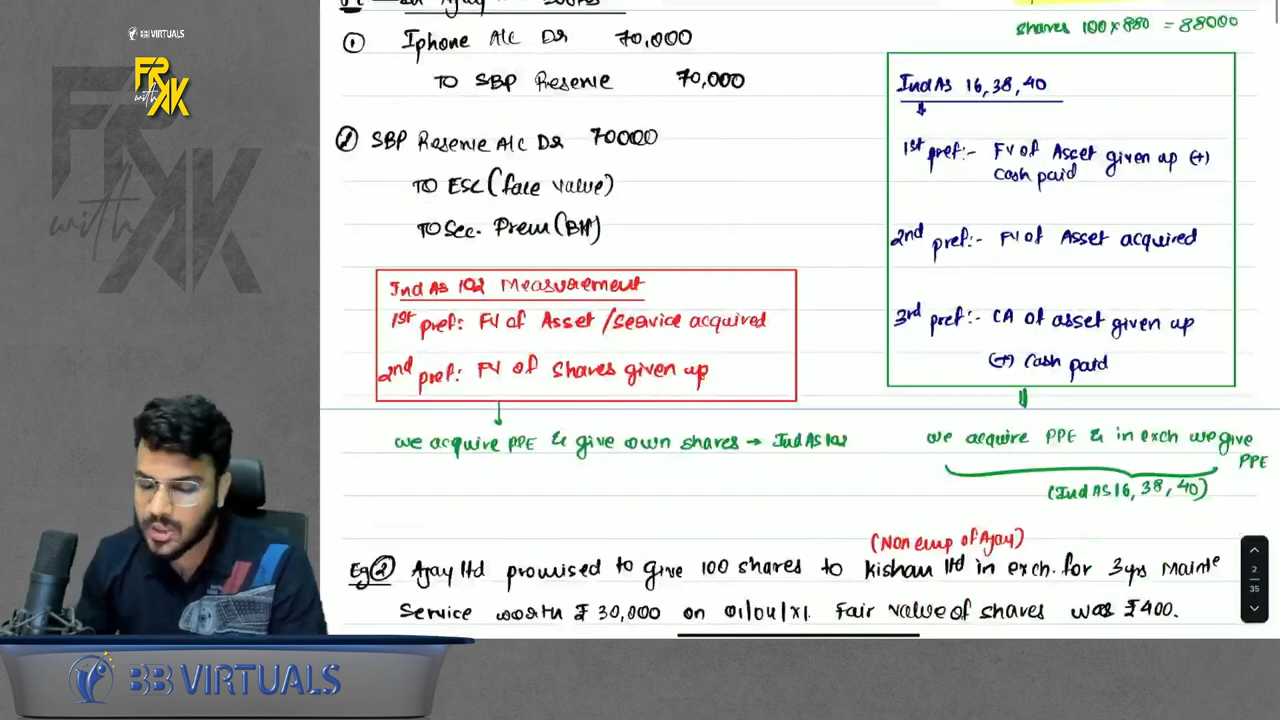 BB VIRTUALS
FR
with
AK
In Ajay
Shares 100 x 880 = 88000
① Iphone A/c Dr 70,000
TO SBP Reserve 70,000
② SBP Reserve A/c Dr 70000
TO ESC (face value)
TO Sec. Prem (B/f)
Ind As 102 Measurement
1st pref: FV of Asset / Service acquired
2nd pref: FV of Shares given up
we acquire PPE & give own shares → Ind AS 102
Ind As 16, 38, 40
1st pref:- FV of Asset given up (+)
cash paid
2nd pref:- FV of Asset acquired
3rd pref:- CA of asset given up
(+) Cash paid
we acquire PPE & in exch we give
PPE
(Ind AS 16, 38, 40)
(Non emp of Ajay)
Eg ② Ajay ltd promised to give 100 shares to Kishan ltd in exch. for 3yrs Mainte
Service worth ₹ 30,000 on 01/04/x1. Fair value of shares was ₹400.
2
35
BB VIRTUALS